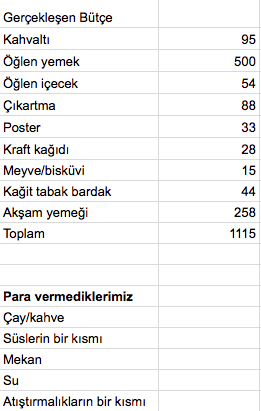 Gerçekleşen Bütçe
Kahvaltı 95
Öğlen yemek 500
Öğlen içecek 54
Çıkartma 88
Poster 33
Kraft kağıdı 28
Meyve/bisküvi 15
Kağit tabak bardak 44
Akşam yemeği 258
Toplam 1115
Para vermediklerimiz
Çay/kahve
Süslerin bir kısmı
Mekan
Su
Atıştırmalıkların bir kısmı